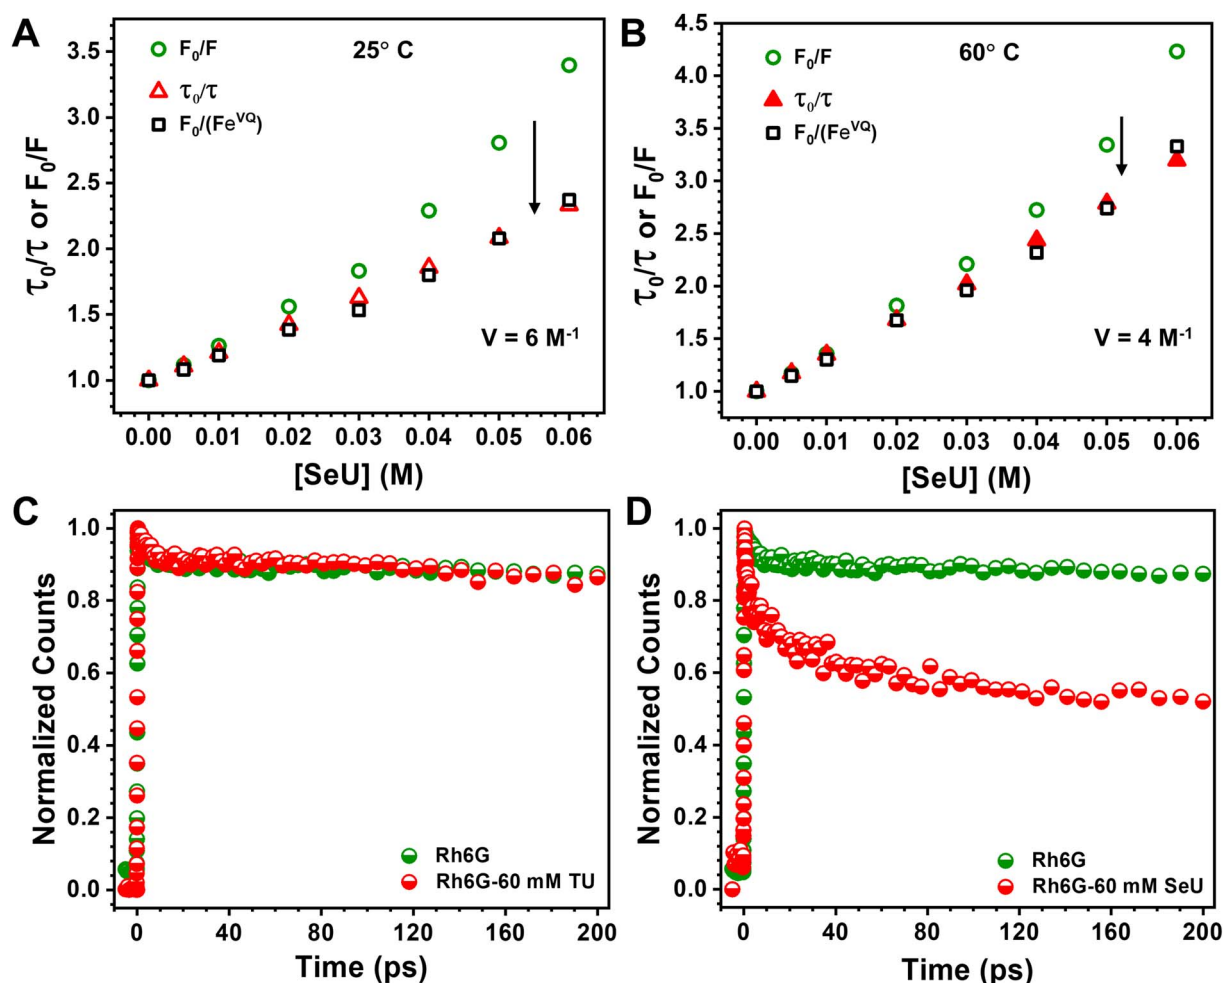 A
25° C
F₀/F
τ₀/τ
F₀/(Fe^VQ)
V = 6 M⁻¹
τ₀/τ or F₀/F
3.5
3.0
2.5
2.0
1.5
1.0
0.00 0.01 0.02 0.03 0.04 0.05 0.06
[SeU] (M)
B
60° C
F₀/F
τ₀/τ
F₀/(Fe^VQ)
V = 4 M⁻¹
τ₀/τ or F₀/F
4.5
4.0
3.5
3.0
2.5
2.0
1.5
1.0
0.00 0.01 0.02 0.03 0.04 0.05 0.06
[SeU] (M)
C
Normalized Counts
1.0
0.8
0.6
0.4
0.2
0.0
Rh6G
Rh6G-60 mM TU
0 40 80 120 160 200
Time (ps)
D
Normalized Counts
1.0
0.8
0.6
0.4
0.2
0.0
Rh6G
Rh6G-60 mM SeU
0 40 80 120 160 200
Time (ps)